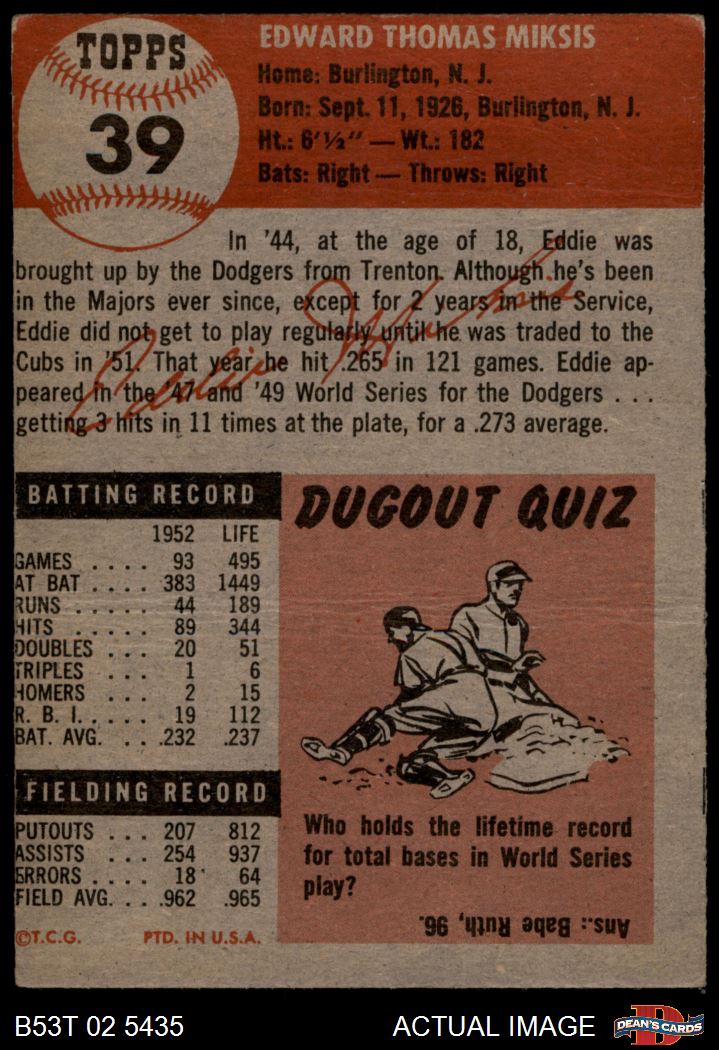 TOPPS
39
EDWARD THOMAS MIKSIS
Home: Burlington, N. J.
Born: Sept. 11, 1926, Burlington, N. J.
Ht.: 6'½" — Wt.: 182
Bats: Right — Throws: Right
In '44, at the age of 18, Eddie was
brought up by the Dodgers from Trenton. Although he's been
in the Majors ever since, except for 2 years in the Service,
Eddie did not get to play regularly until he was traded to the
Cubs in '51. That year he hit .265 in 121 games. Eddie ap-
peared in the '47 and '49 World Series for the Dodgers . . .
getting 3 hits in 11 times at the plate, for a .273 average.
Eddie Miksis
BATTING RECORD
1952 LIFE
GAMES . . . . 93 495
AT BAT . . . . 383 1449
RUNS . . . . . 44 189
HITS . . . . . 89 344
DOUBLES . . . 20 51
TRIPLES . . . 1 6
HOMERS . . . 2 15
R. B. I. . . . . 19 112
BAT. AVG. . . .232 .237
FIELDING RECORD
PUTOUTS . . . 207 812
ASSISTS . . . 254 937
ERRORS . . . . 18 64
FIELD AVG. . . .962 .965
©T.C.G. PTD. IN U.S.A.
DUGOUT QUIZ
Who holds the lifetime record
for total bases in World Series
play?
Ans.: Babe Ruth, 96.
B53T 02 5435 ACTUAL IMAGE
D
DEAN'S CARDS